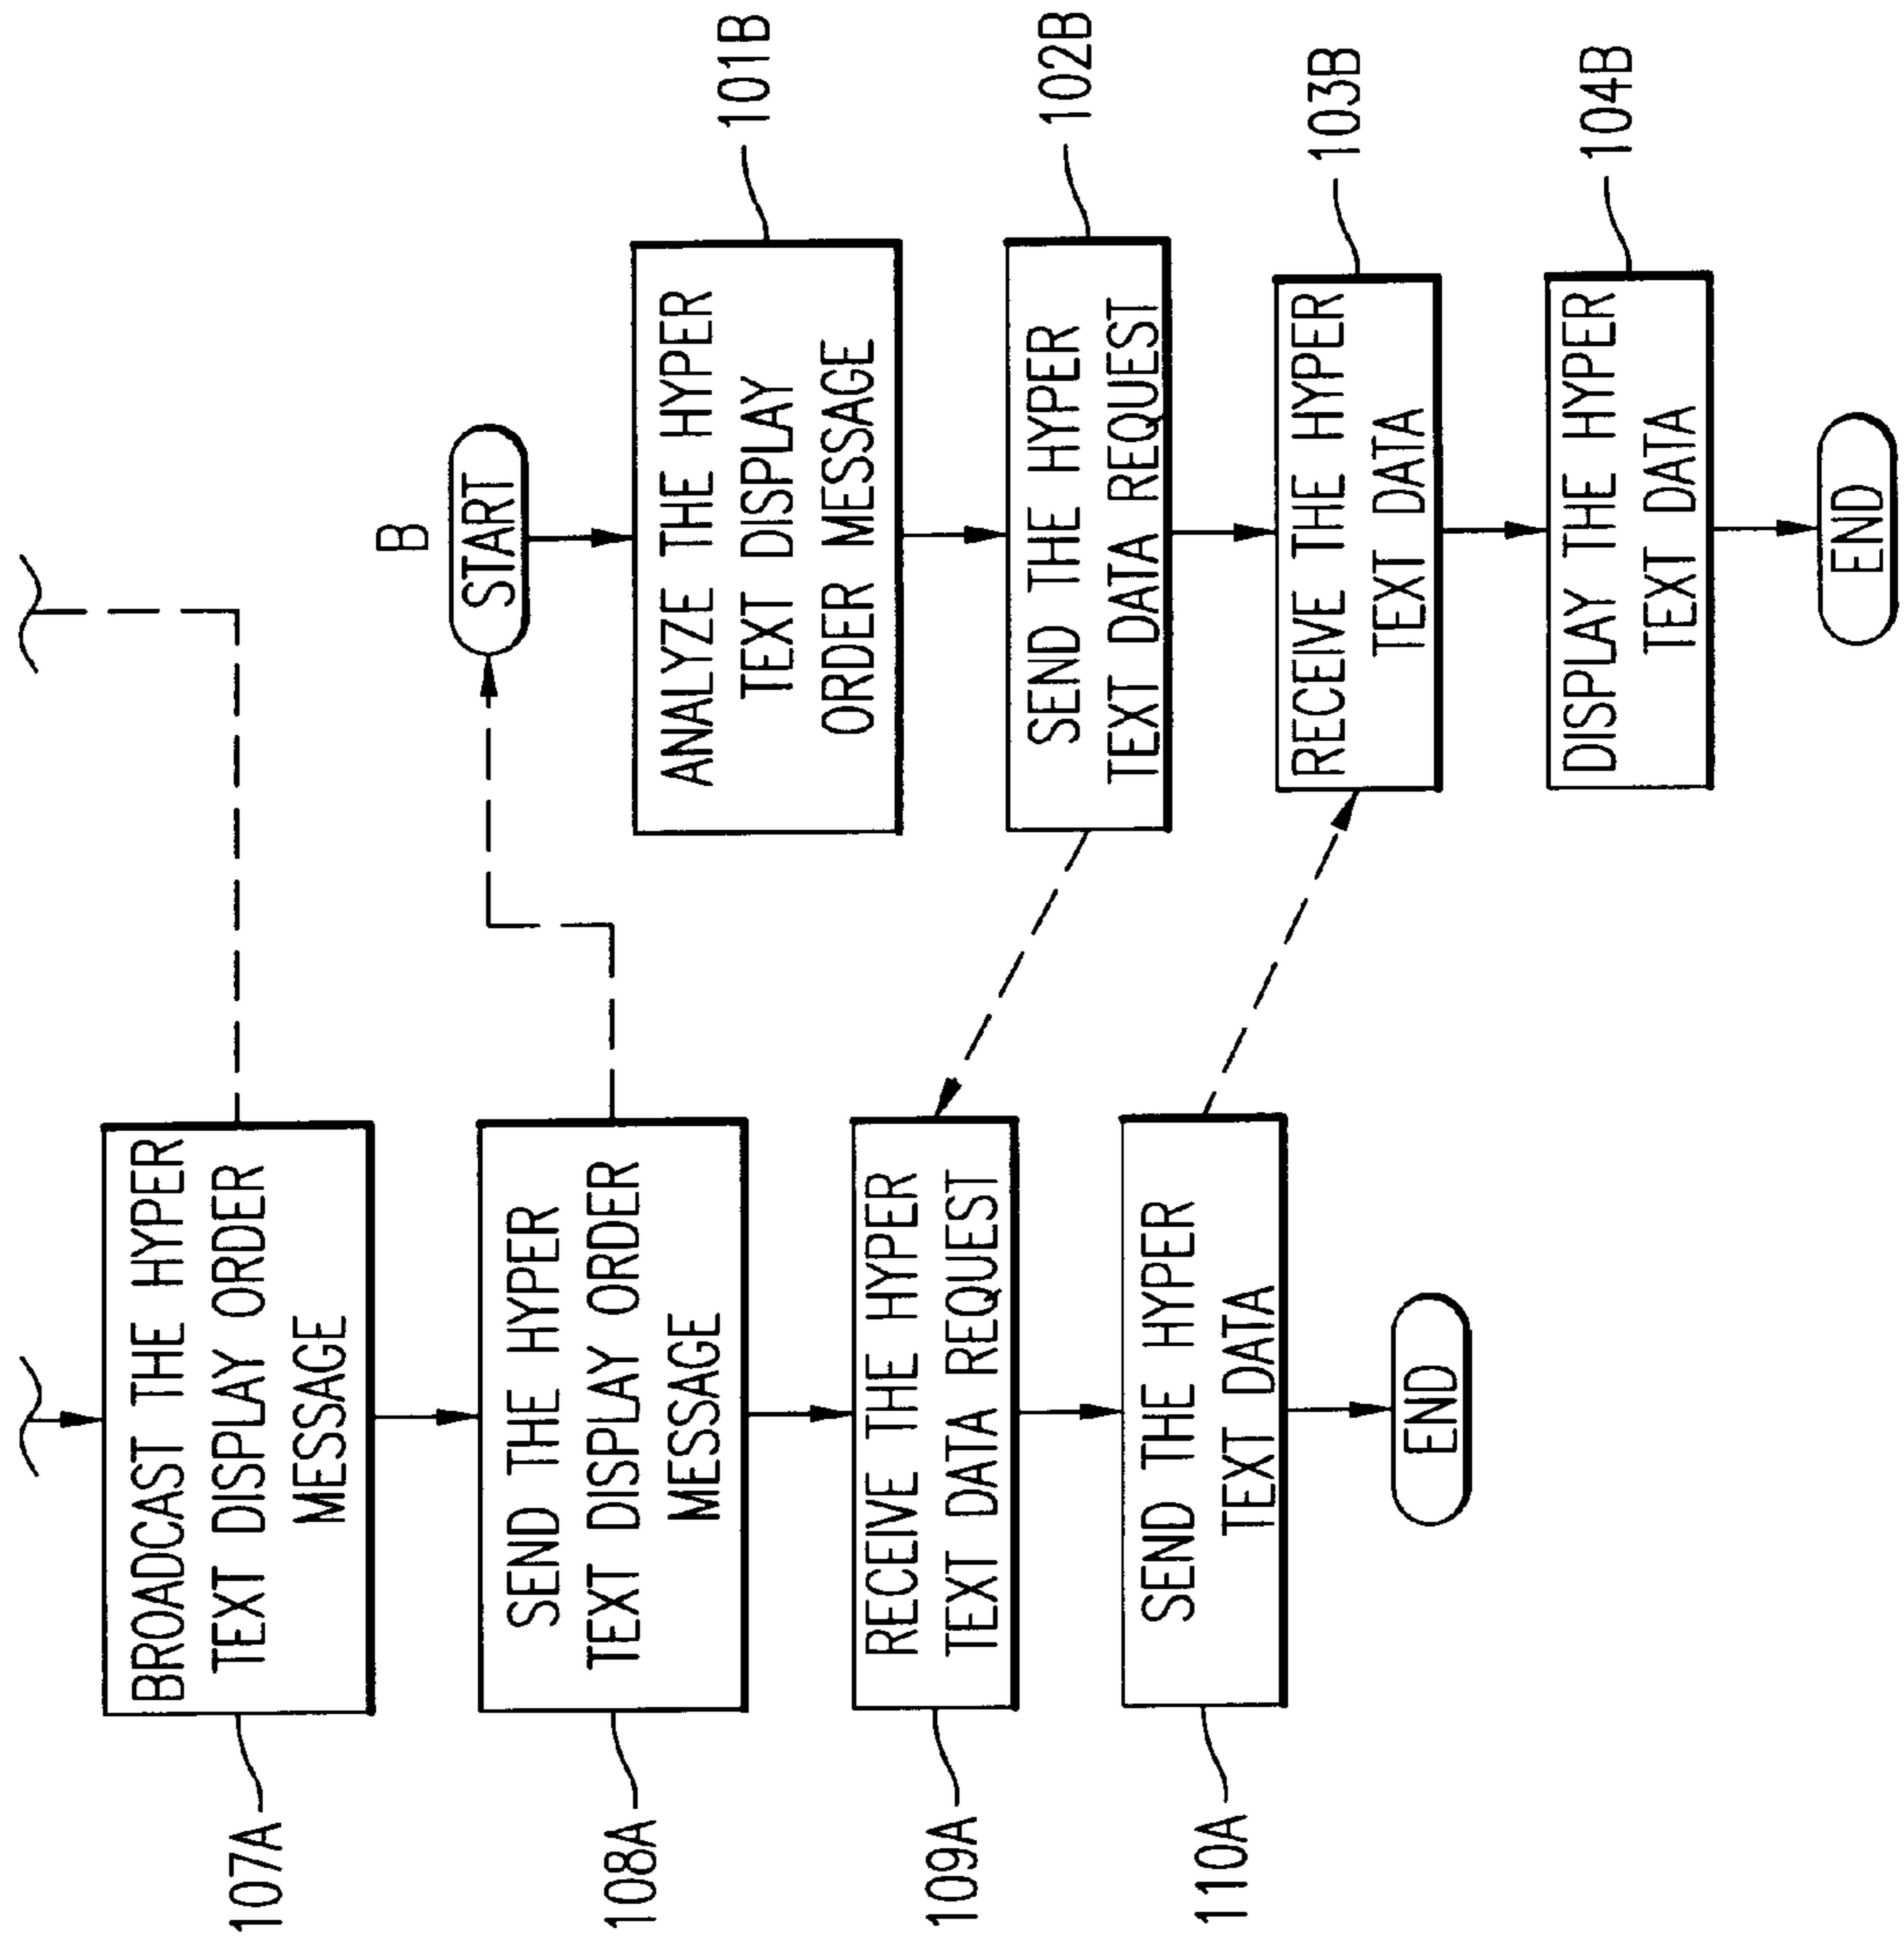 107A
BROADCAST THE HYPER
TEXT DISPLAY ORDER
MESSAGE
108A
SEND THE HYPER
TEXT DISPLAY ORDER
MESSAGE
109A
RECEIVE THE HYPER
TEXT DATA REQUEST
110A
SEND THE HYPER
TEXT DATA
END
B
START
ANALYZE THE HYPER
TEXT DISPLAY
ORDER MESSAGE
101B
SEND THE HYPER
TEXT DATA REQUEST
102B
RECEIVE THE HYPER
TEXT DATA
103B
DISPLAY THE HYPER
TEXT DATA
104B
END